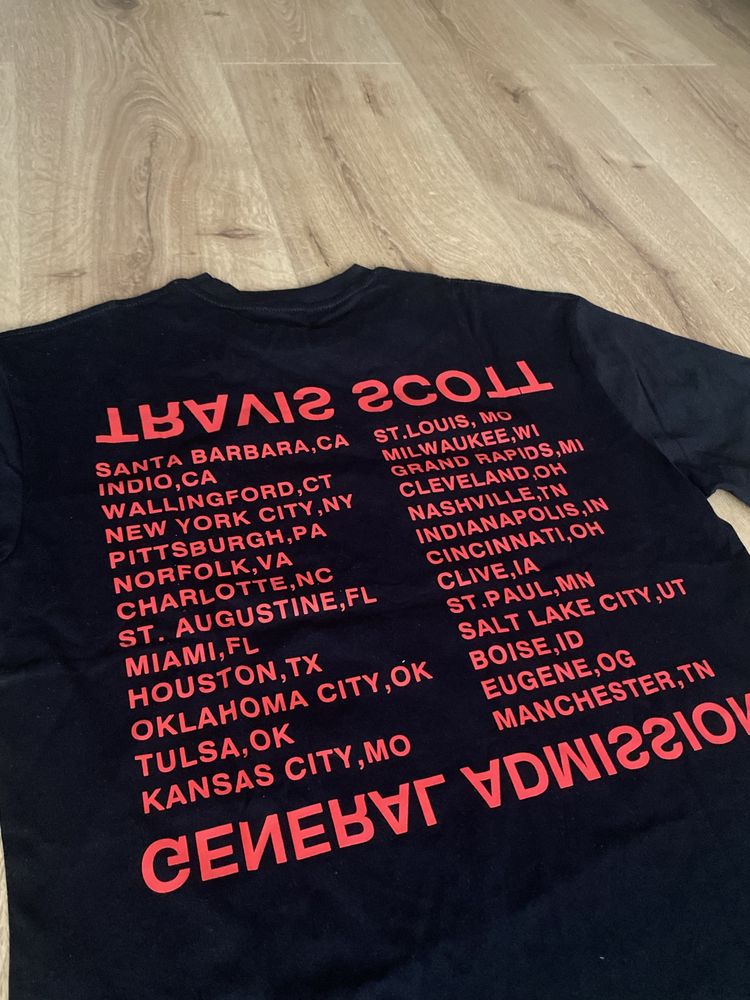 TRAVIS SCOTT
SANTA BARBARA,CA
INDIO,CA
WALLINGFORD,CT
NEW YORK CITY,NY
PITTSBURGH,PA
NORFOLK,VA
CHARLOTTE,NC
ST. AUGUSTINE,FL
MIAMI,FL
HOUSTON,TX
OKLAHOMA CITY,OK
TULSA,OK
KANSAS CITY,MO
ST.LOUIS, MO
MILWAUKEE,WI
GRAND RAPIDS,MI
CLEVELAND,OH
NASHVILLE,TN
INDIANAPOLIS,IN
CINCINNATI,OH
CLIVE,IA
ST.PAUL,MN
SALT LAKE CITY,UT
BOISE,ID
EUGENE,OG
MANCHESTER,TN
GENERAL ADMISSION